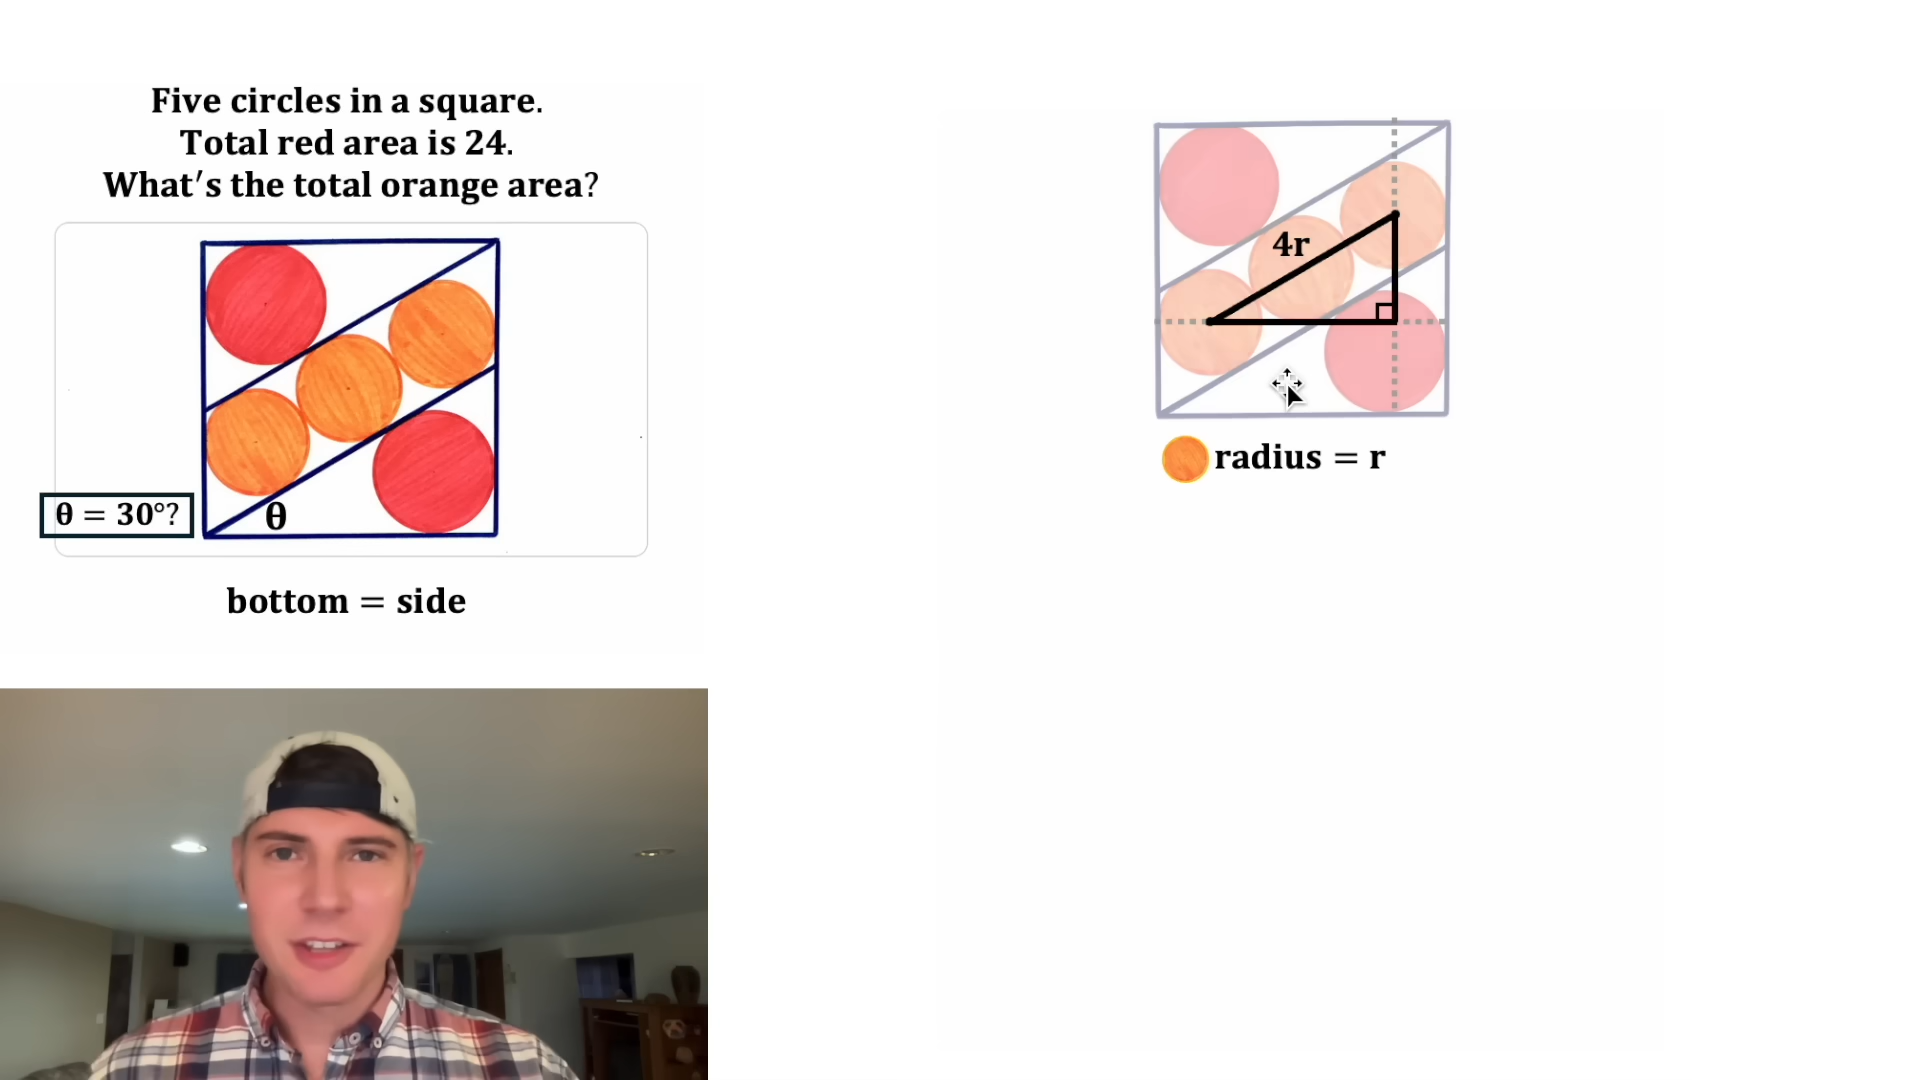 Five circles in a square.
Total red area is 24.
What's the total orange area?
θ = 30°?
θ
bottom = side
4r
radius = r